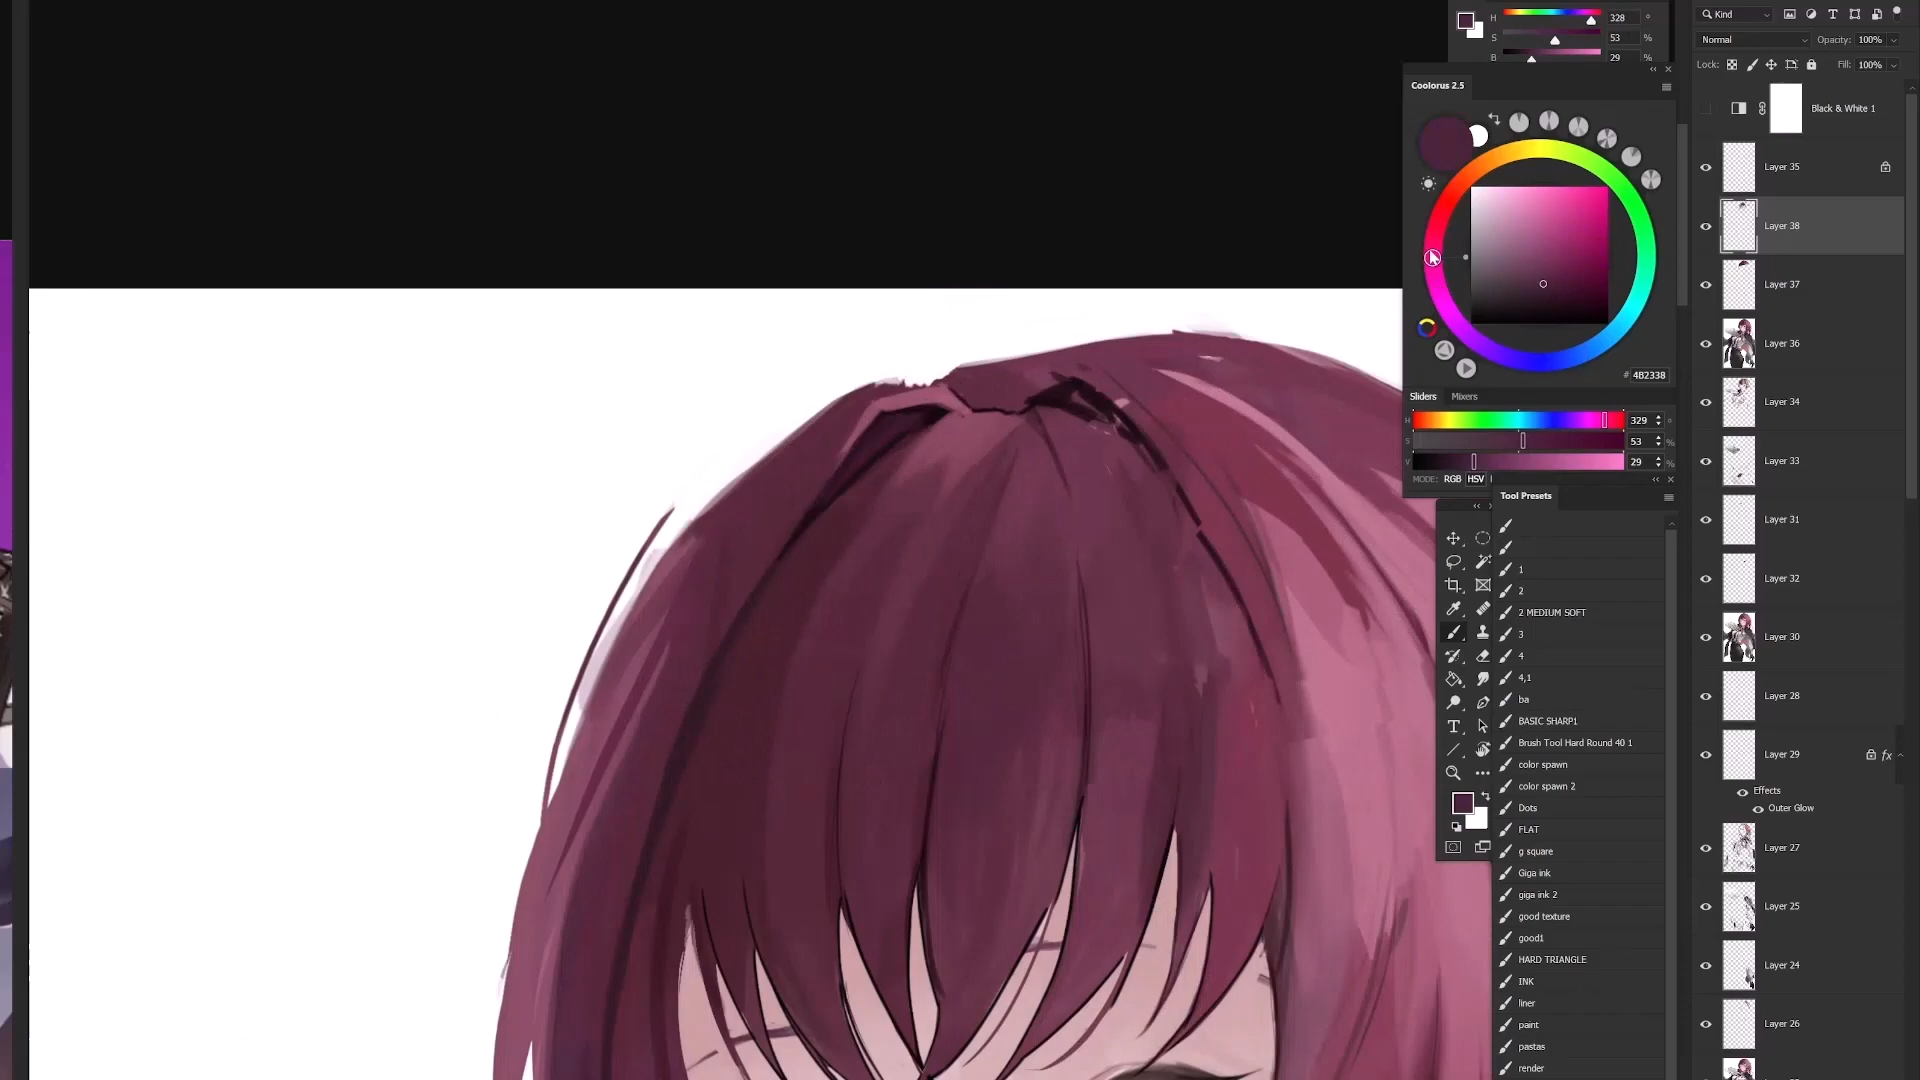 H 328 °
S 53 %
B 29 %
Coolorus 2.5
# 4B2338
Sliders Mixers
H 329 °
S 53 %
V 29 %
MODE: RGB HSV
Tool Presets
1
2
2 MEDIUM SOFT
3
4
4,1
ba
BASIC SHARP1
Brush Tool Hard Round 40 1
color spawn
color spawn 2
Dots
FLAT
g square
Giga ink
giga ink 2
good texture
good1
HARD TRIANGLE
INK
liner
paint
pastas
render
Kind
Normal Opacity: 100%
Lock: Fill: 100%
Black & White 1
Layer 35
Layer 38
Layer 37
Layer 36
Layer 34
Layer 33
Layer 31
Layer 32
Layer 30
Layer 28
Layer 29 fx
Effects
Outer Glow
Layer 27
Layer 25
Layer 24
Layer 26